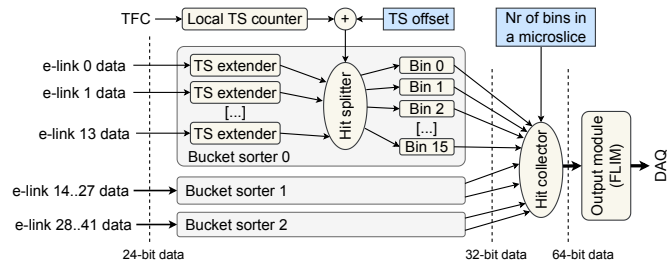 TFC
Local TS counter
+
TS offset
Nr of bins in
a microslice
e-link 0 data
TS extender
Bin 0
e-link 1 data
TS extender
Bin 1
[...]
Bin 2
e-link 13 data
TS extender
[...]
Bin 15
Hit splitter
Bucket sorter 0
e-link 14..27 data
Bucket sorter 1
e-link 28..41 data
Bucket sorter 2
Hit collector
Output module
(FLIM)
DAQ
24-bit data
32-bit data
64-bit data